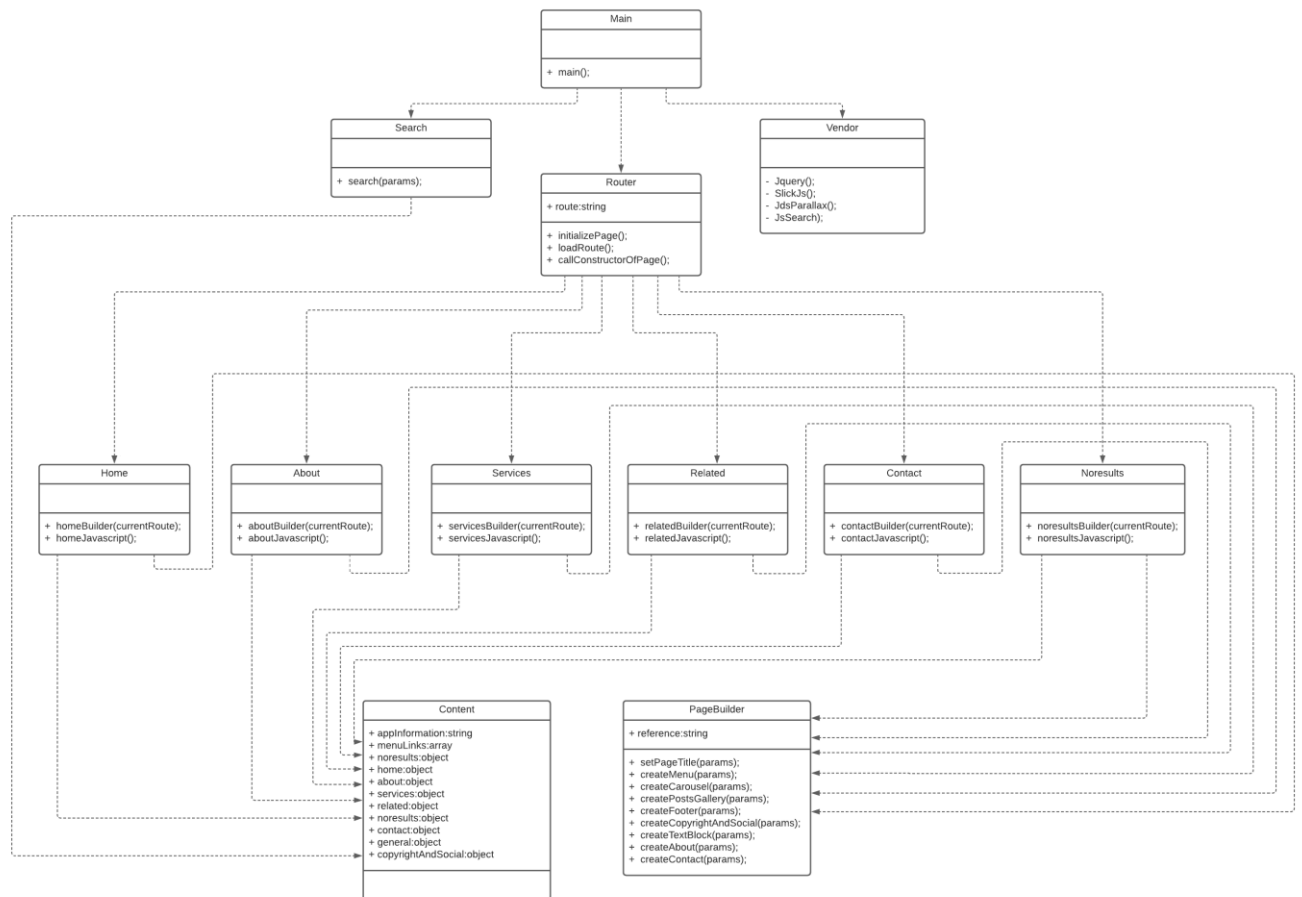 Main
+ main();
Search
+ search(params);
Vendor
- Jquery();
- SlickJs();
- JdsParallax();
- JsSearch);
Router
+ route:string
+ initializePage();
+ loadRoute();
+ callConstructorOfPage();
Home
+ homeBuilder(currentRoute);
+ homeJavascript();
About
+ aboutBuilder(currentRoute);
+ aboutJavascript();
Services
+ servicesBuilder(currentRoute);
+ servicesJavascript();
Related
+ relatedBuilder(currentRoute);
+ relatedJavascript();
Contact
+ contactBuilder(currentRoute);
+ contactJavascript();
Noresults
+ noresultsBuilder(currentRoute);
+ noresultsJavascript();
Content
+ appInformation:string
+ menuLinks:array
+ noresults:object
+ home:object
+ about:object
+ services:object
+ related:object
+ noresults:object
+ contact:object
+ general:object
+ copyrightAndSocial:object
PageBuilder
+ reference:string
+ setPageTitle(params);
+ createMenu(params);
+ createCarousel(params);
+ createPostsGallery(params);
+ createFooter(params);
+ createCopyrightAndSocial(params);
+ createTextBlock(params);
+ createAbout(params);
+ createContact(params);